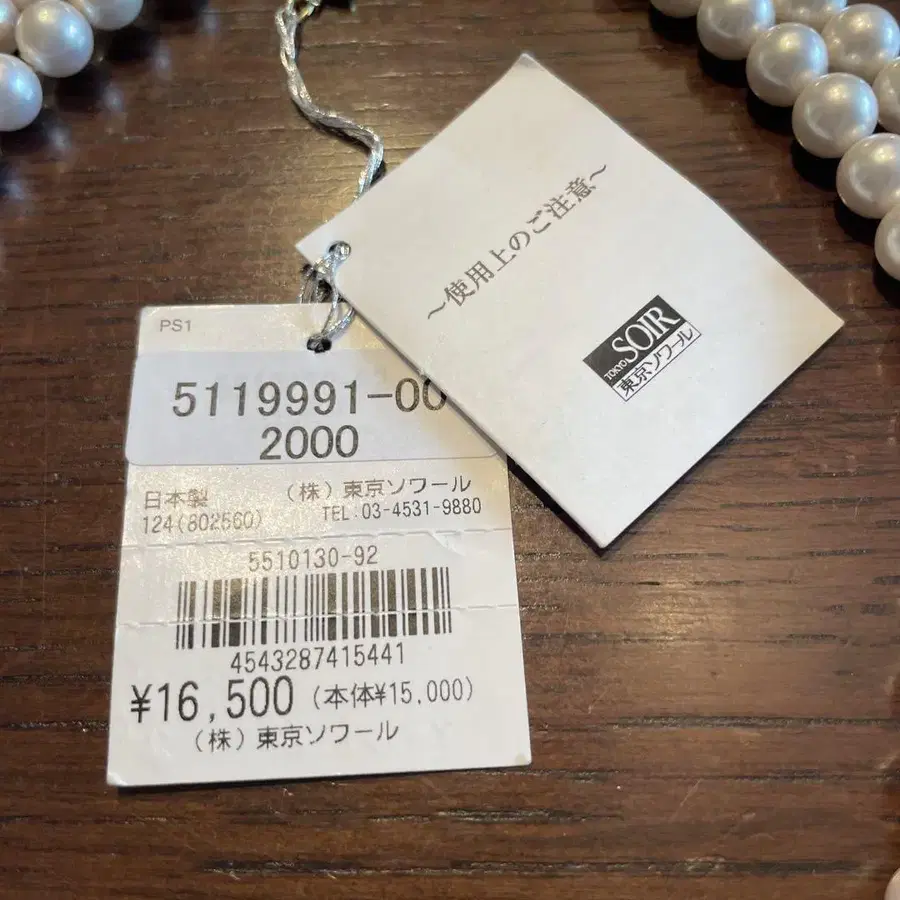 PS1
5119991-00
2000
日本製 (株)東京ソワール
124(802560) TEL:03-4531-9880
5510130-92
4543287415441
¥16,500(本体¥15,000)
(株)東京ソワール
〜使用上のご注意〜
TOKYO SOIR
東京ソワール